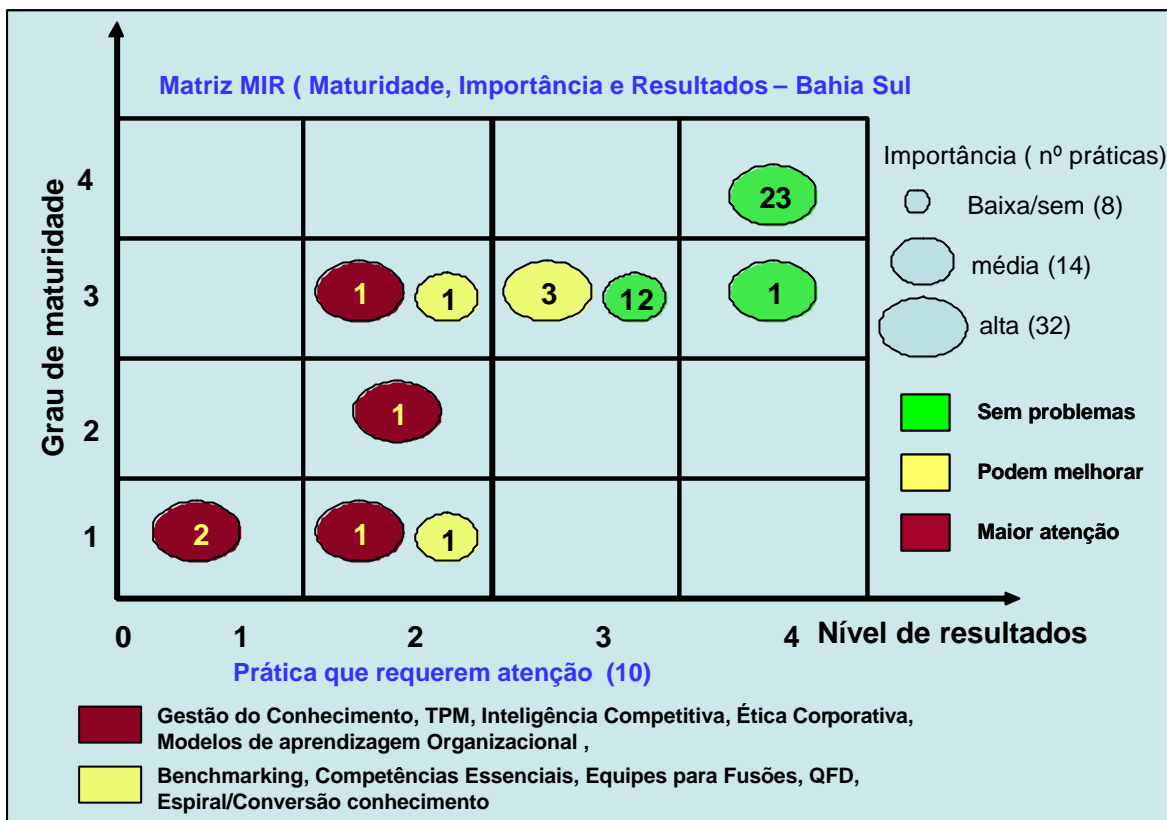 Matriz MIR ( Maturidade, Importância e Resultados – Bahia Sul
Grau de maturidade
4
23
3
1
1
3
12
1
2
1
1
2
1
1
0
1
2
3
4
Nível de resultados
Importância ( nº práticas)
Baixa/sem (8)
média (14)
alta (32)
Sem problemas
Podem melhorar
Maior atenção
Prática que requerem atenção (10)
Gestão do Conhecimento, TPM, Inteligência Competitiva, Ética Corporativa,
Modelos de aprendizagem Organizacional ,
Benchmarking, Competências Essenciais, Equipes para Fusões, QFD,
Espiral/Conversão conhecimento